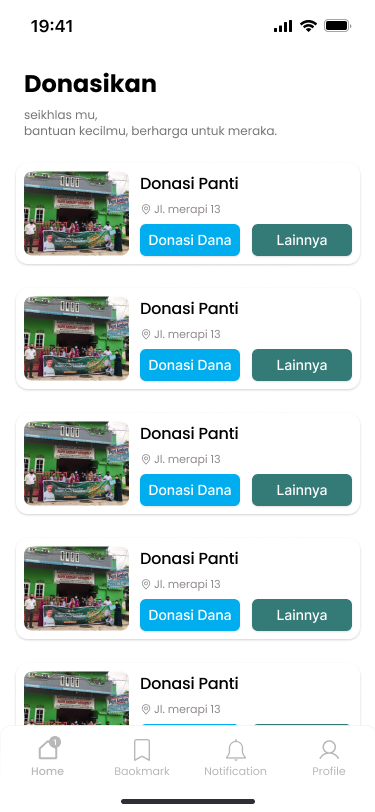 19:41
Donasikan
seikhlas mu,
bantuan kecilmu, berharga untuk meraka.
Donasi Panti
Jl. merapi 13
Donasi Dana
Lainnya
Donasi Panti
Jl. merapi 13
Donasi Dana
Lainnya
Donasi Panti
Jl. merapi 13
Donasi Dana
Lainnya
Donasi Panti
Jl. merapi 13
Donasi Dana
Lainnya
Donasi Panti
Jl. merapi 13
1
Home
Baokmark
Notification
Profile